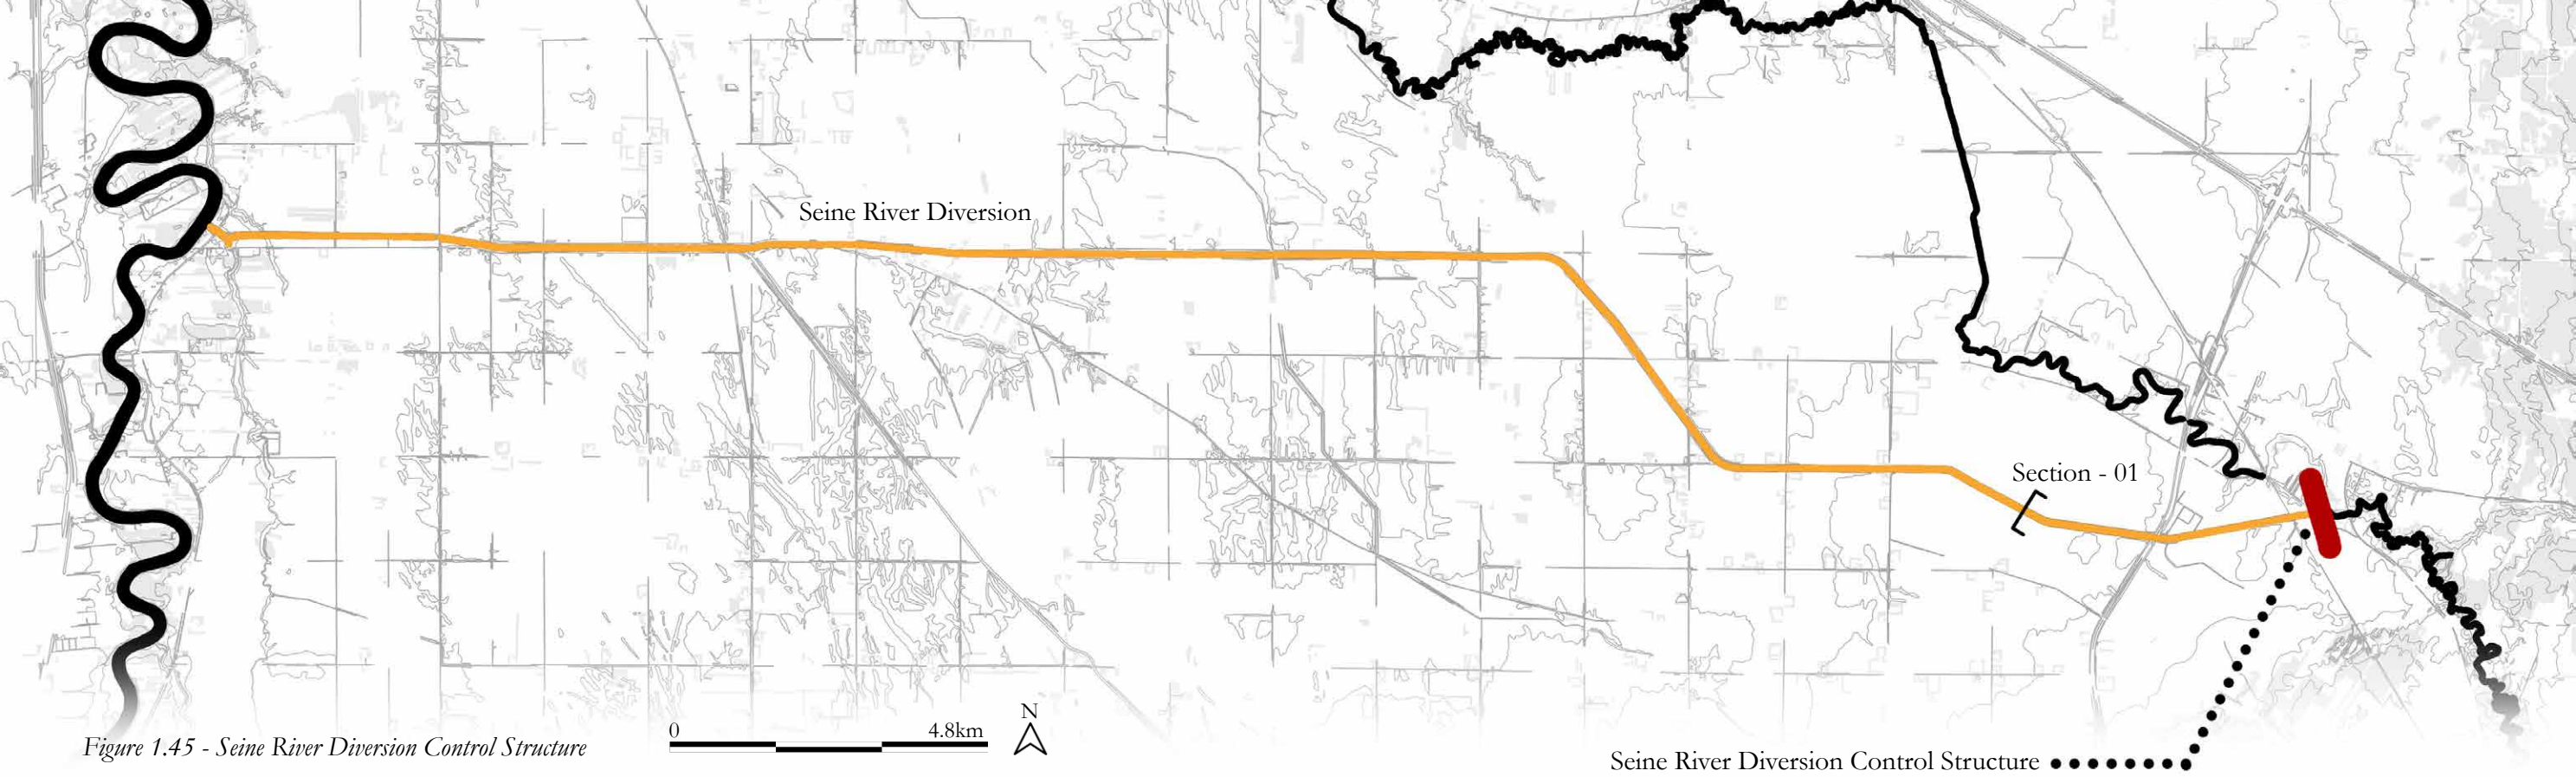 Seine River Diversion
Section - 01
N
0 4.8km
Figure 1.45 - Seine River Diversion Control Structure
Seine River Diversion Control Structure